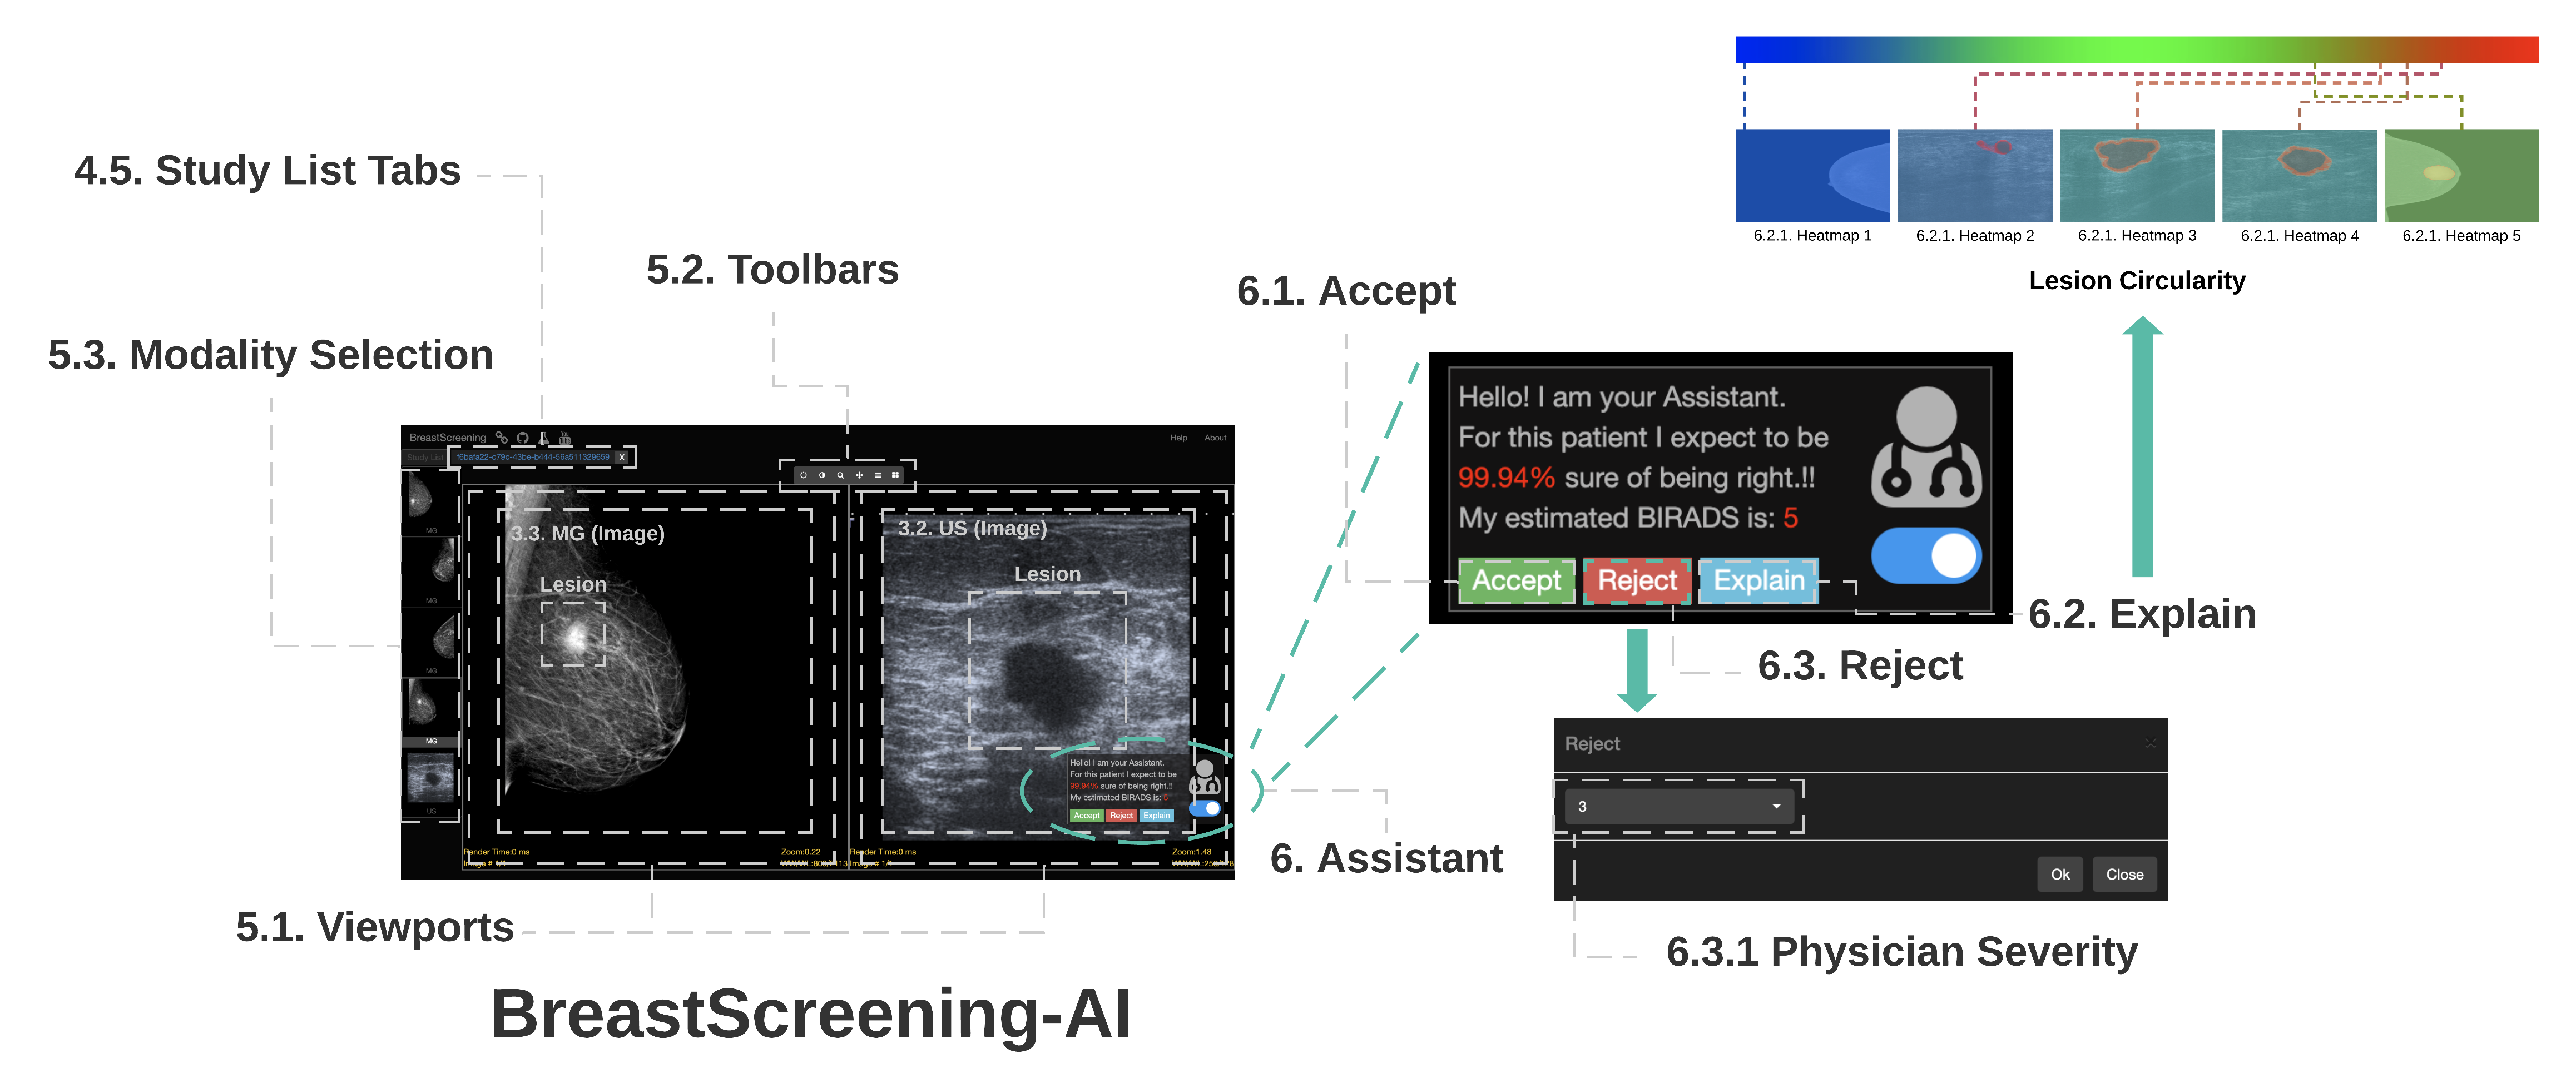 6.2.1. Heatmap 1
6.2.1. Heatmap 2
6.2.1. Heatmap 3
6.2.1. Heatmap 4
6.2.1. Heatmap 5
Lesion Circularity
4.5. Study List Tabs
5.2. Toolbars
5.3. Modality Selection
6.1. Accept
BreastScreening
You
Tube
Help
About
Study List
f6bafa22-c79c-43be-b444-56a511329659
X
MG
MG
MG
MG
US
3.3. MG (Image)
Lesion
3.2. US (Image)
Lesion
Hello! I am your Assistant.
For this patient I expect to be
99.94% sure of being right.!!
My estimated BIRADS is: 5
Accept Reject Explain
Render Time:0 ms
Image # 1/1
Zoom:0.22
Render Time:0 ms
Image # 1/1
Zoom:1.48
Hello! I am your Assistant.
For this patient I expect to be
99.94% sure of being right.!!
My estimated BIRADS is: 5
Accept Reject Explain
6.2. Explain
6.3. Reject
Reject
3
Ok Close
6. Assistant
6.3.1 Physician Severity
5.1. Viewports
BreastScreening-AI